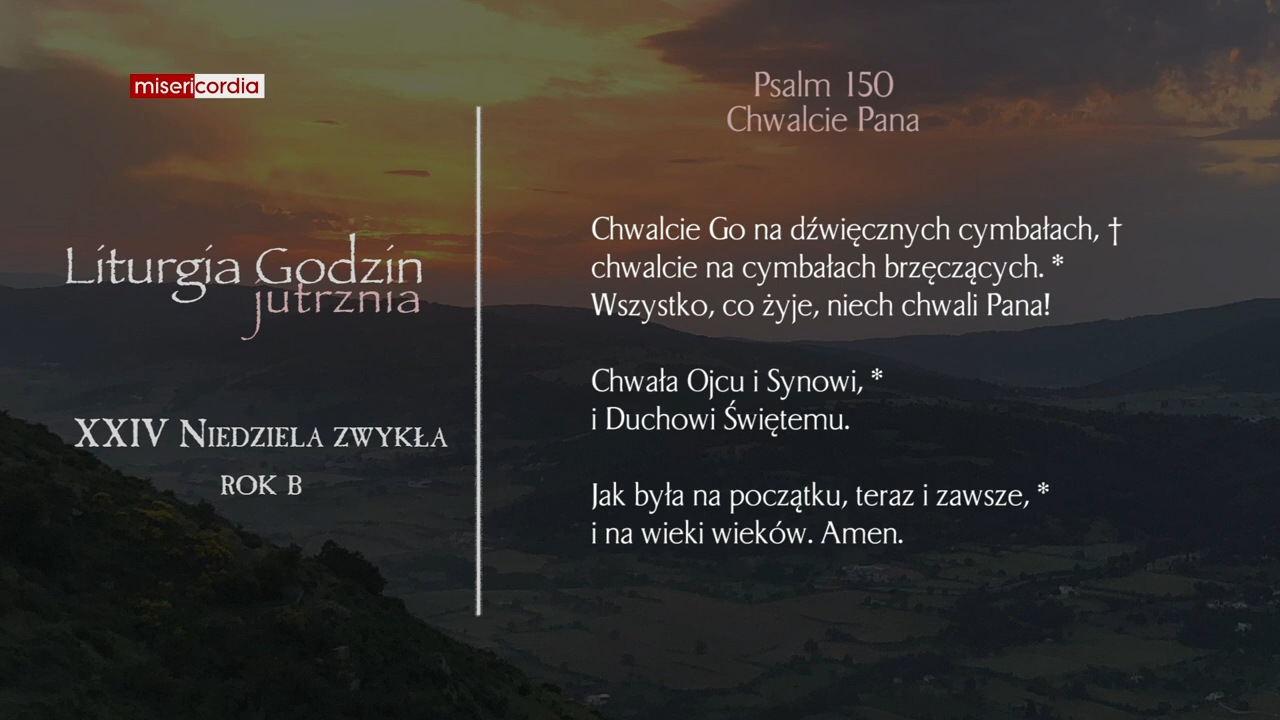 misericordia
Liturgia Godzin
jutrznia
XXIV Niedziela zwykła
rok B
Psalm 150
Chwalcie Pana
Chwalcie Go na dźwięcznych cymbałach, †
chwalcie na cymbałach brzęczących. *
Wszystko, co żyje, niech chwali Pana!
Chwała Ojcu i Synowi, *
i Duchowi Świętemu.
Jak była na początku, teraz i zawsze, *
i na wieki wieków. Amen.